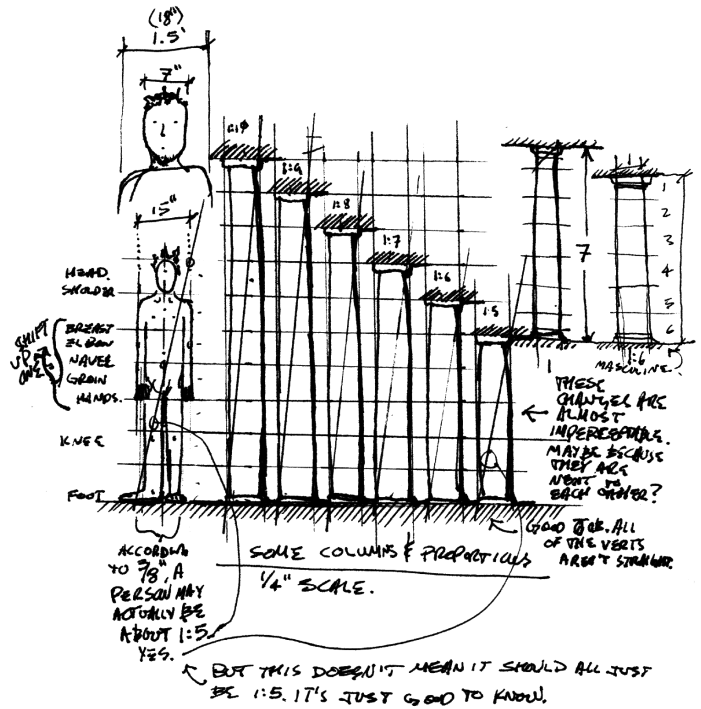 (18")
1.5'
7"
15"
1:9
1:8
1:7
1:6
1:5
7
1
1
2
3
4
5
6
1:6
MASCULINE.
HEAD.
SHOLDER
BREAST
ELBOW
NAVEL
GROIN
HANDS.
KNEE
FOOT
SHIFT
UP
ONE
THESE
CHANGES ARE
ALMOST
IMPERCEPTABLE.
MAYBE BECAUSE
THEY ARE
NEXT TO
EACH OTHER?
GOOD JOB. ALL
OF THE VERTS
AREN'T STRAIGHT.
SOME COLUMNS & PROPORTIONS
1/4" SCALE.
ACCORDING
TO 3/8", A
PERSON MAY
ACTUALLY BE
ABOUT 1:5.
YES.
BUT THIS DOESN'T MEAN IT SHOULD ALL JUST
BE 1:5. IT'S JUST GOOD TO KNOW.